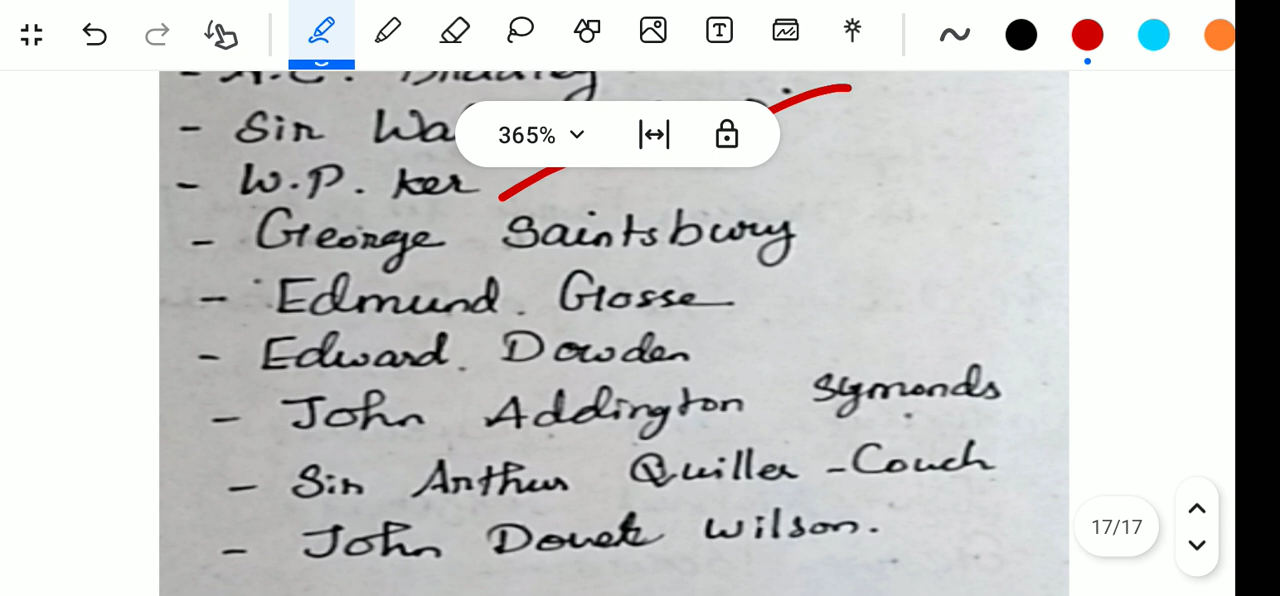 - A.C. Bradley
- Sir Wa
365%
- W.P. Ker
- George Saintsbury
- Edmund. Gosse
- Edward. Dowden
- John Addington Symonds
- Sir Arthur Quiller-Couch
- John Wilson.
17/17